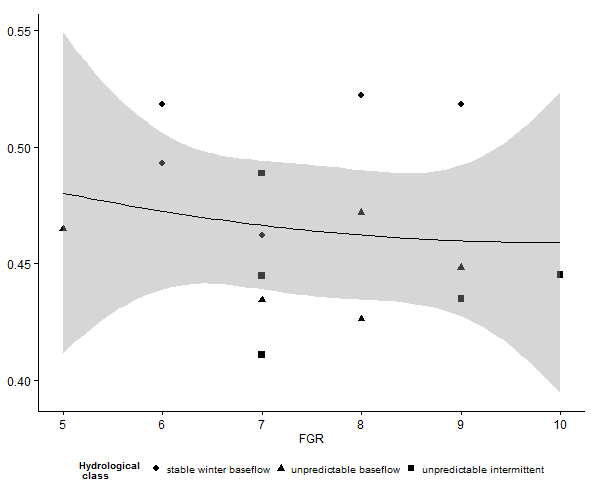 0.55
0.50
0.45
0.40
5 6 7 8 9 10
FGR
Hydrological
class
stable winter baseflow unpredictable baseflow unpredictable intermittent